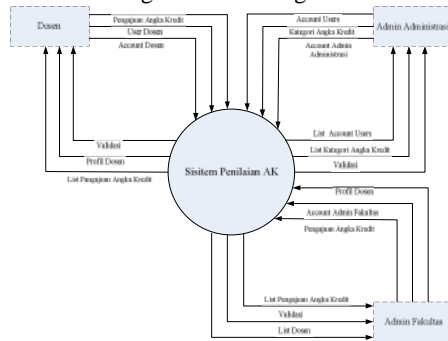 Dosen
Pengajuan Angka Kredit
User Dosen
Account Dosen
Account Users
Kategori Angka Kredit
Account Admin
Administrasi
Admin Administrasi
Validasi
Profil Dosen
List Pengajuan Angka Kredit
Sisitem Penilaian AK
List Account Users
List Kategori Angka Kredit
Validasi
Profil Dosen
Account Admin Fakultas
Pengajuan Angka Kredit
List Pengajuan Angka Kredit
Validasi
List Dosen
Admin Fakultas